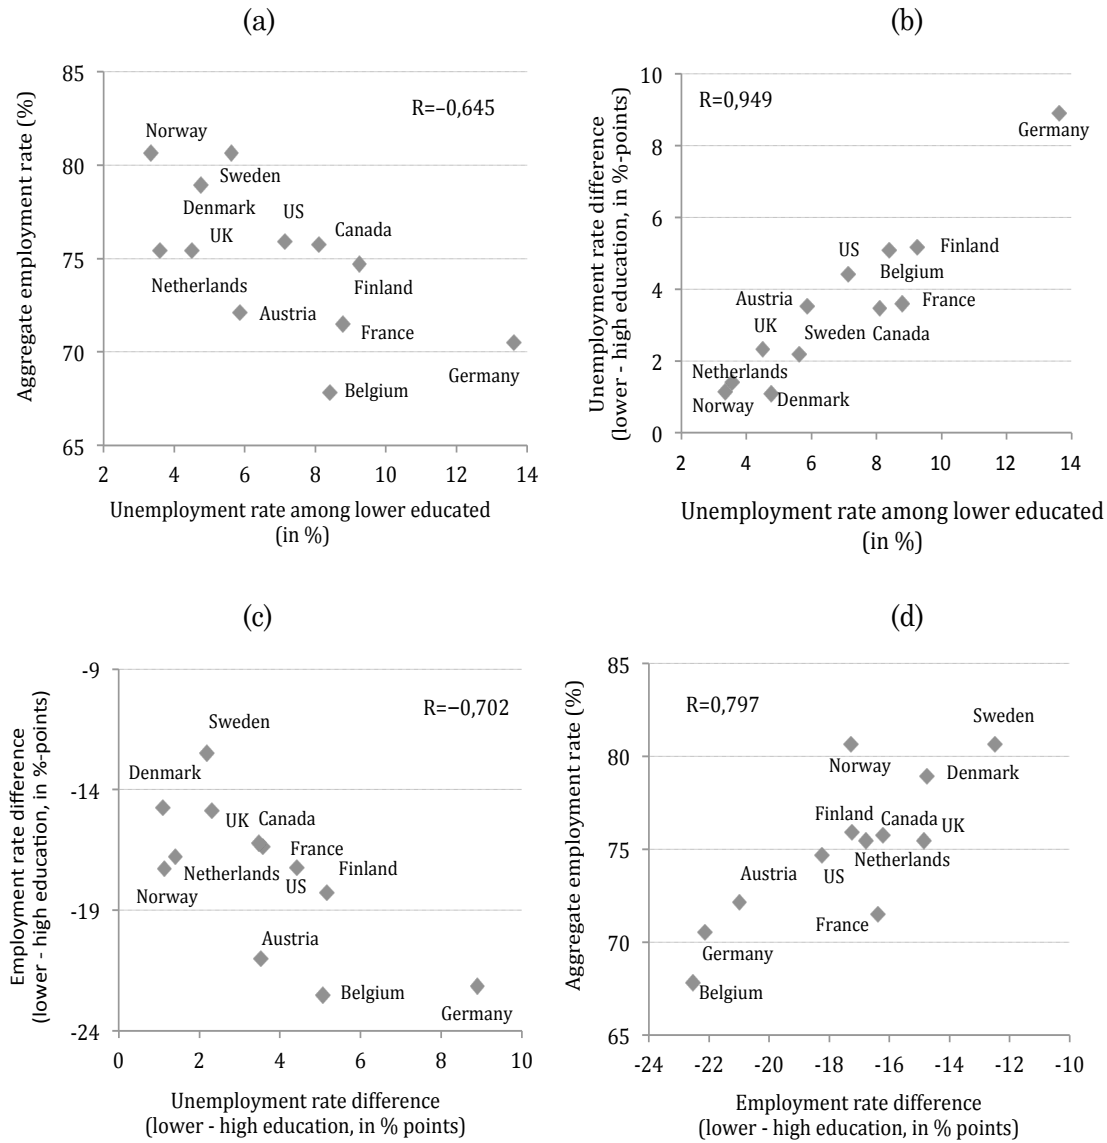 (a)
Aggregate employment rate (%)
85
80
75
70
65
R=−0,645
Norway
Sweden
Denmark
US
UK
Canada
Netherlands
Finland
Austria
France
Germany
Belgium
2 4 6 8 10 12 14
Unemployment rate among lower educated
(in %)
(b)
Unemployment rate difference
(lower - high education, in %-points)
10
8
6
4
2
0
R=0,949
Germany
US
Finland
Belgium
Austria
France
UK
Sweden
Canada
Netherlands
Norway
Denmark
2 4 6 8 10 12 14
Unemployment rate among lower educated
(in %)
(c)
Employment rate difference
(lower - high education, in %-points)
-9
-14
-19
-24
R=−0,702
Sweden
Denmark
UK
Canada
France
Netherlands
Finland
US
Norway
Austria
Belgium
Germany
0 2 4 6 8 10
Unemployment rate difference
(lower - high education, in % points)
(d)
Aggregate employment rate (%)
85
80
75
70
65
R=0,797
Sweden
Norway
Denmark
Finland
Canada
UK
Netherlands
Austria
US
France
Germany
Belgium
-24 -22 -20 -18 -16 -14 -12 -10
Employment rate difference
(lower - high education, in % points)